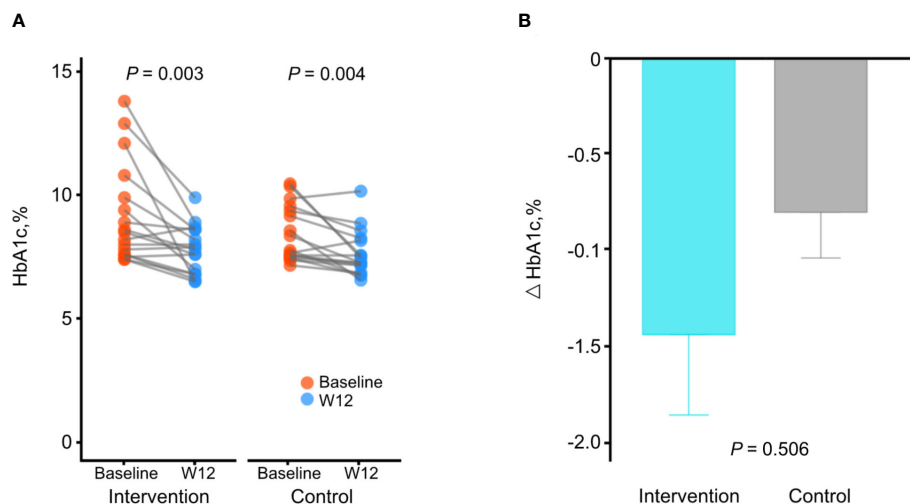 A
HbA1c,%
15
10
5
0
P = 0.003
P = 0.004
Baseline
W12
Baseline
W12
Baseline
W12
Intervention
Control
B
△ HbA1c,%
0
-0.5
-0.1
-1.5
-2.0
P = 0.506
Intervention
Control